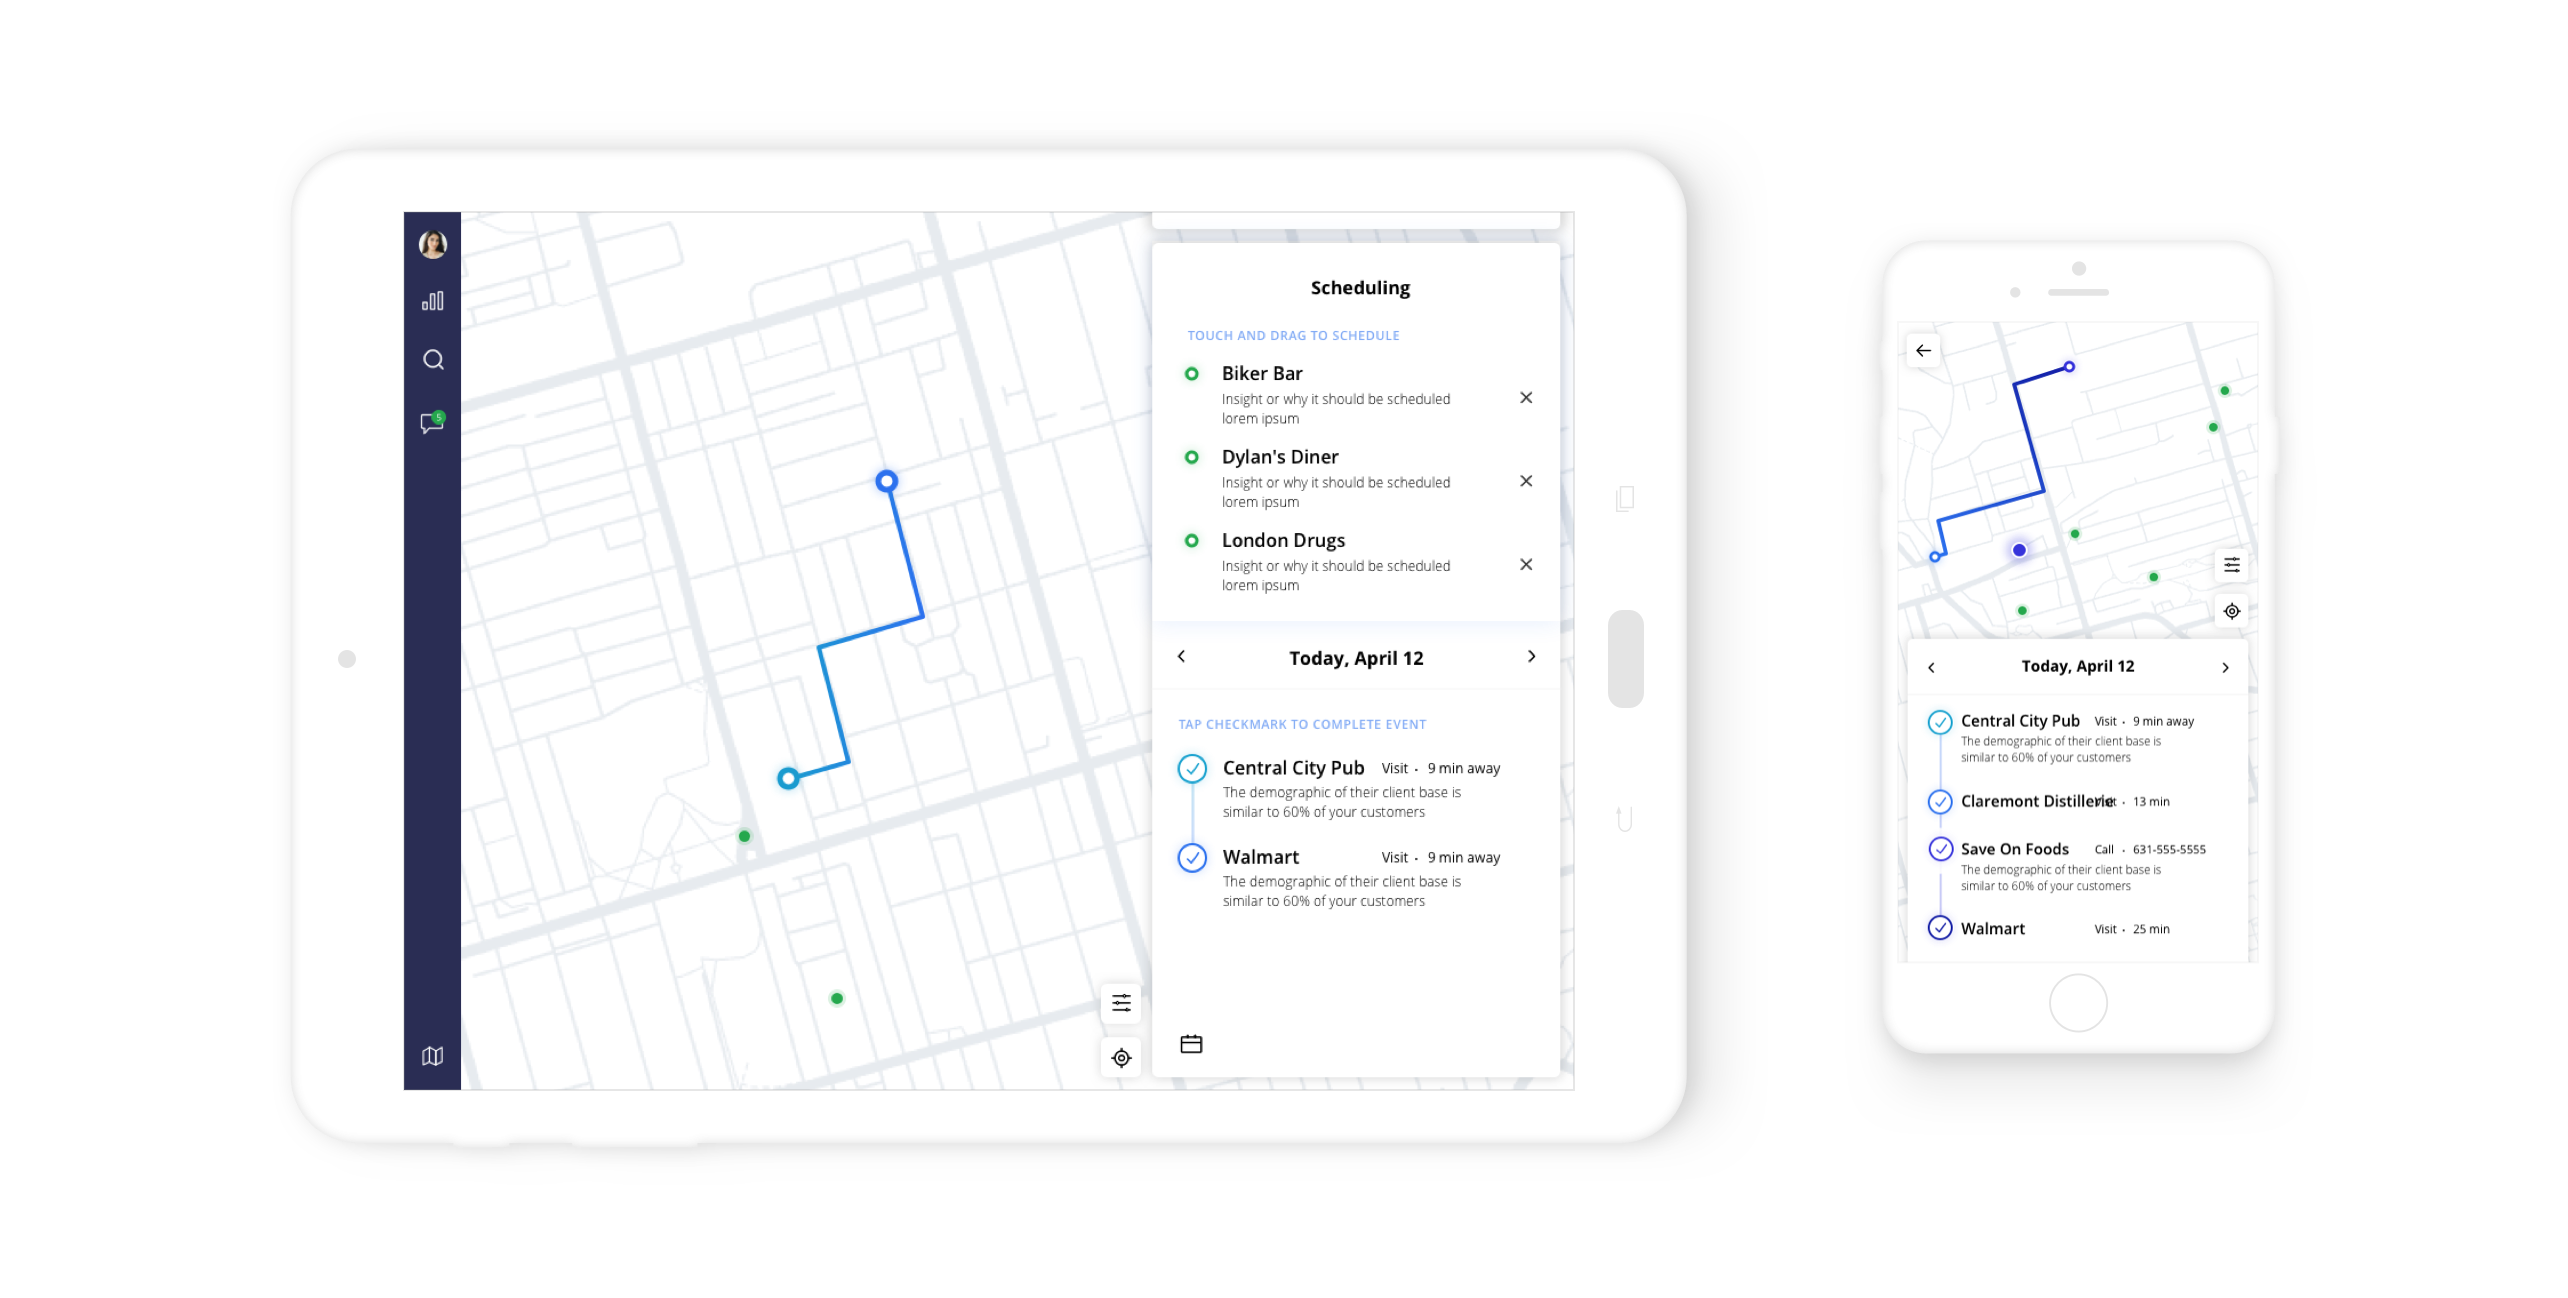 5
Scheduling
TOUCH AND DRAG TO SCHEDULE
Biker Bar
Insight or why it should be scheduled
lorem ipsum
Dylan's Diner
Insight or why it should be scheduled
lorem ipsum
London Drugs
Insight or why it should be scheduled
lorem ipsum
Today, April 12
TAP CHECKMARK TO COMPLETE EVENT
Central City Pub Visit · 9 min away
The demographic of their client base is
similar to 60% of your customers
Walmart Visit · 9 min away
The demographic of their client base is
similar to 60% of your customers
Today, April 12
Central City Pub Visit · 9 min away
The demographic of their client base is
similar to 60% of your customers
Claremont Visit · 13 min
Save On Foods Call · 631-555-5555
The demographic of their client base is
similar to 60% of your customers
Walmart Visit · 25 min